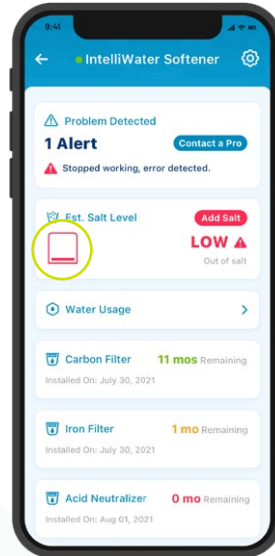 9:41
IntelliWater Softener
Problem Detected
1 Alert
Contact a Pro
Stopped working, error detected.
Est. Salt Level
Add Salt
LOW
Out of salt
Water Usage
Carbon Filter 11 mos Remaining
Installed On: July 30, 2021
Iron Filter 1 mo Remaining
Installed On: July 30, 2021
Acid Neutralizer 0 mo Remaining
Installed On: Aug 01, 2021